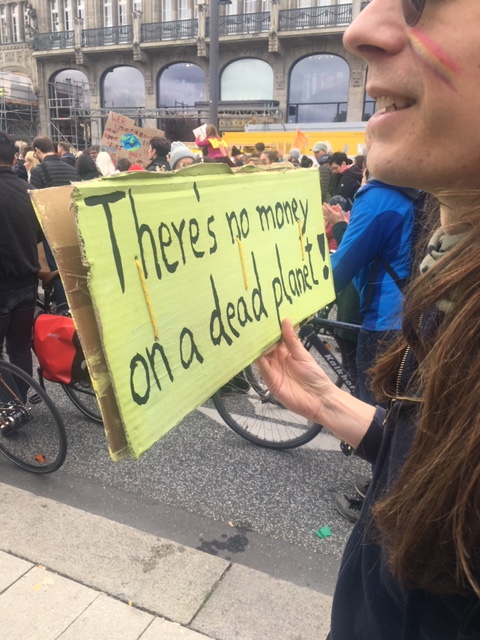 There's no money
on a dead planet!